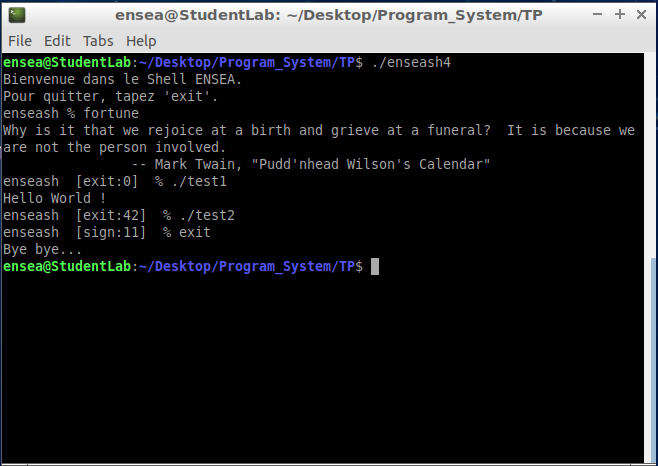 ensea@StudentLab: ~/Desktop/Program_System/TP
File Edit Tabs Help
ensea@StudentLab:~/Desktop/Program_System/TP$ ./enseash4
Bienvenue dans le Shell ENSEA.
Pour quitter, tapez 'exit'.
enseash % fortune
Why is it that we rejoice at a birth and grieve at a funeral?  It is because we
are not the person involved.
                -- Mark Twain, "Pudd'nhead Wilson's Calendar"
enseash  [exit:0]  % ./test1
Hello World !
enseash  [exit:42]  % ./test2
enseash  [sign:11]  % exit
Bye bye...
ensea@StudentLab:~/Desktop/Program_System/TP$